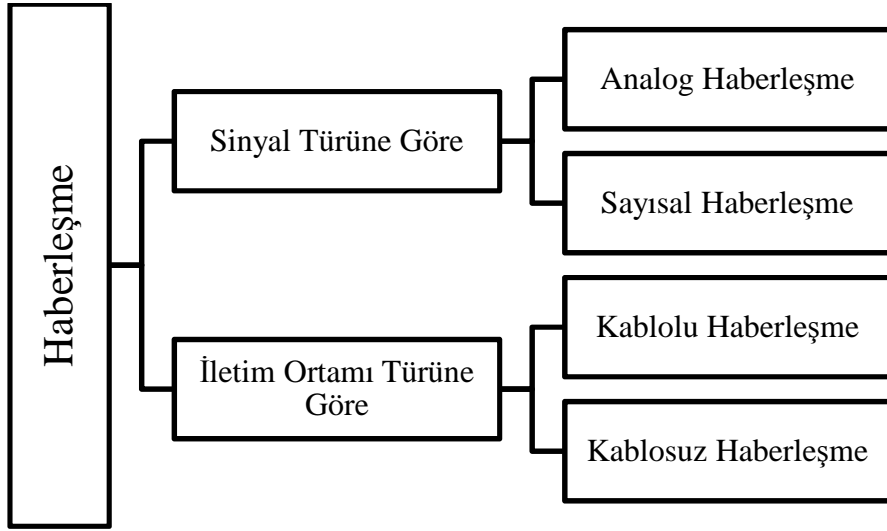 Haberleşme
Sinyal Türüne Göre
Analog Haberleşme
Sayısal Haberleşme
İletim Ortamı Türüne
Göre
Kablolu Haberleşme
Kablosuz Haberleşme